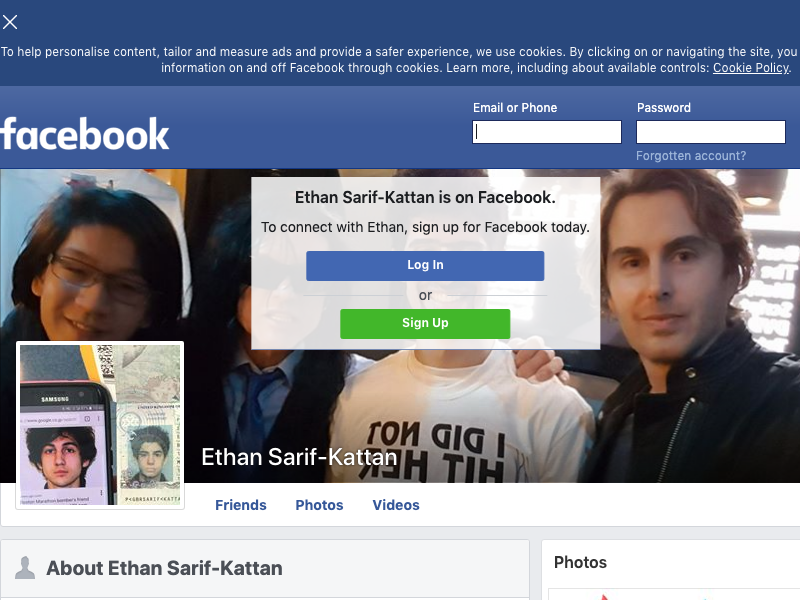 To help personalise content, tailor and measure ads and provide a safer experience, we use cookies. By clicking on or navigating the site, you
information on and off Facebook through cookies. Learn more, including about available controls: Cookie Policy.
Email or Phone
Password
facebook
Forgotten account?
Ethan Sarif-Kattan is on Facebook.
To connect with Ethan, sign up for Facebook today.
Log In
or
Sign Up
SAMSUNG
I DID NOT
HIT HER
Ethan Sarif-Kattan
Friends
Photos
Videos
About Ethan Sarif-Kattan
Photos